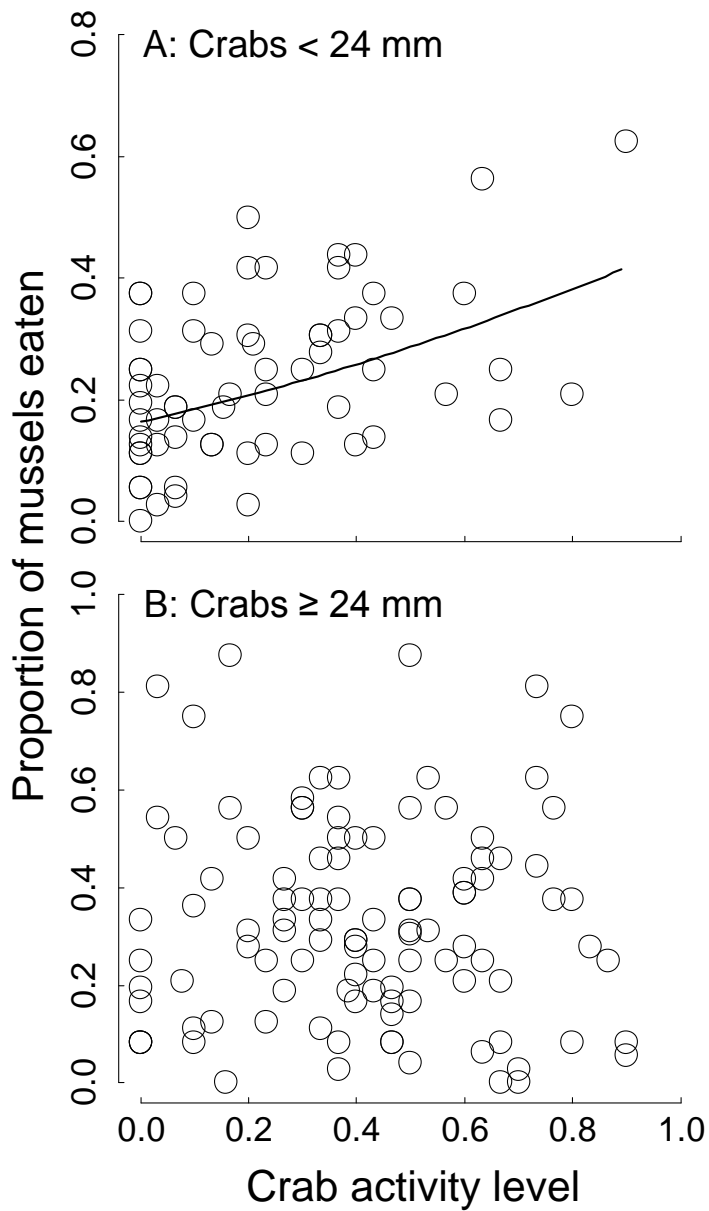 A: Crabs < 24 mm
0.8
0.6
0.4
0.2
0.0
Proportion of mussels eaten
B: Crabs ≥ 24 mm
1.0
0.8
0.6
0.4
0.2
0.0
0.0 0.2 0.4 0.6 0.8 1.0
Crab activity level